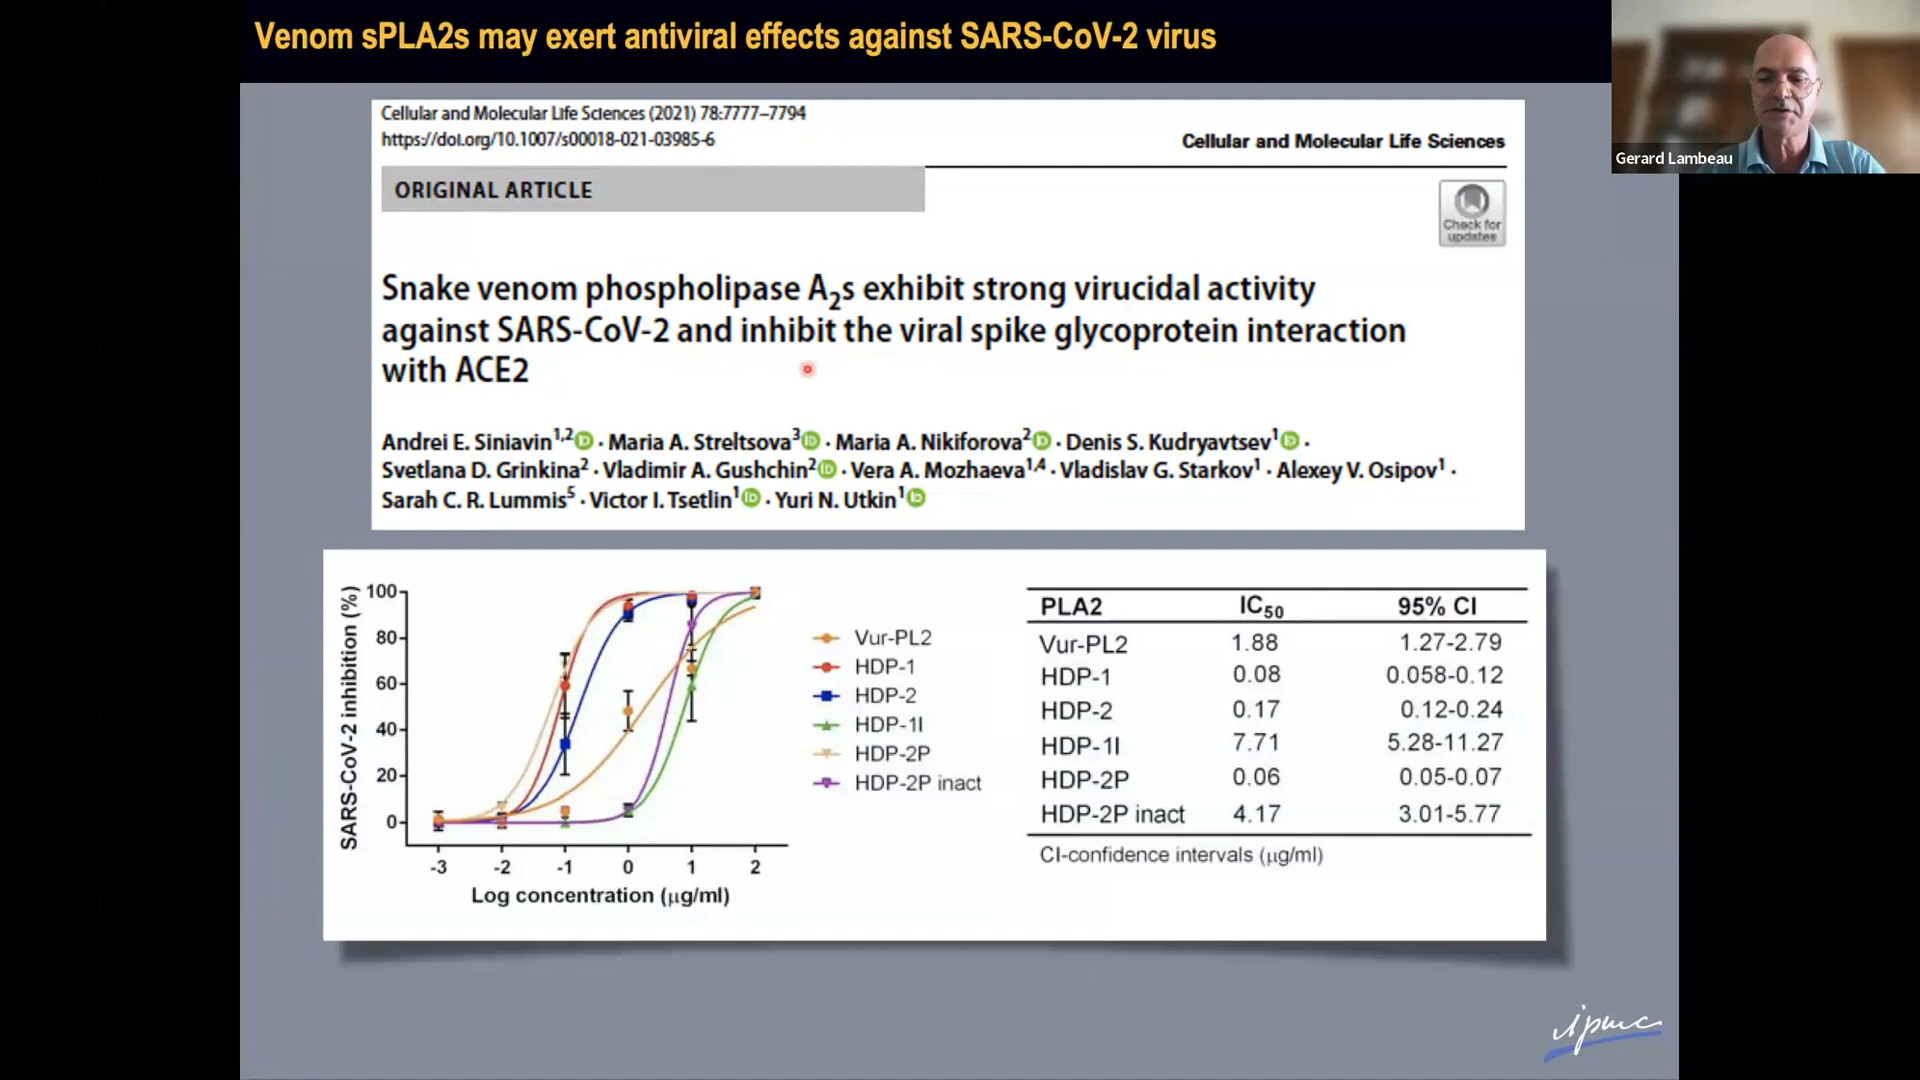 Venom sPLA2s may exert antiviral effects against SARS-CoV-2 virus
Gerard Lambeau
Cellular and Molecular Life Sciences (2021) 78:7777–7794
https://doi.org/10.1007/s00018-021-03985-6
Cellular and Molecular Life Sciences
ORIGINAL ARTICLE
Check for
updates
Snake venom phospholipase A2s exhibit strong virucidal activity
against SARS-CoV-2 and inhibit the viral spike glycoprotein interaction
with ACE2
Andrei E. Siniavin1,2 iD · Maria A. Streltsova3 iD · Maria A. Nikiforova2 iD · Denis S. Kudryavtsev1 iD ·
Svetlana D. Grinkina2 · Vladimir A. Gushchin2 iD · Vera A. Mozhaeva1,4 · Vladislav G. Starkov1 · Alexey V. Osipov1 ·
Sarah C. R. Lummis5 · Victor I. Tsetlin1 iD · Yuri N. Utkin1 iD
SARS-CoV-2 inhibition (%)
100
80
60
40
20
0
-3 -2 -1 0 1 2
Log concentration (μg/ml)
Vur-PL2
HDP-1
HDP-2
HDP-1I
HDP-2P
HDP-2P inact
PLA2 IC50 95% CI
Vur-PL2 1.88 1.27-2.79
HDP-1 0.08 0.058-0.12
HDP-2 0.17 0.12-0.24
HDP-1I 7.71 5.28-11.27
HDP-2P 0.06 0.05-0.07
HDP-2P inact 4.17 3.01-5.77
CI-confidence intervals (μg/ml)
ipmc